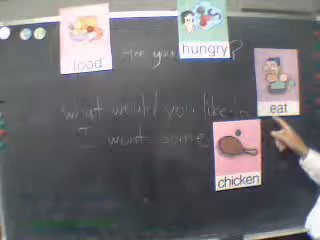 food Are you hungry ?
What would you like to eat
I want some chicken